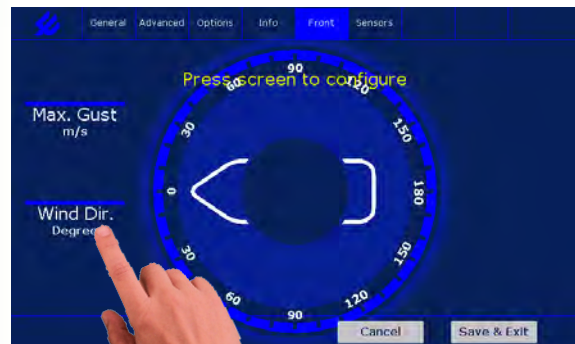 General Advanced Options Info Front Sensors
Press screen to configure
Max. Gust
m/s
Wind Dir.
Degrees
90
60
120
30
150
0
180
30
150
60
120
90
Cancel Save & Exit